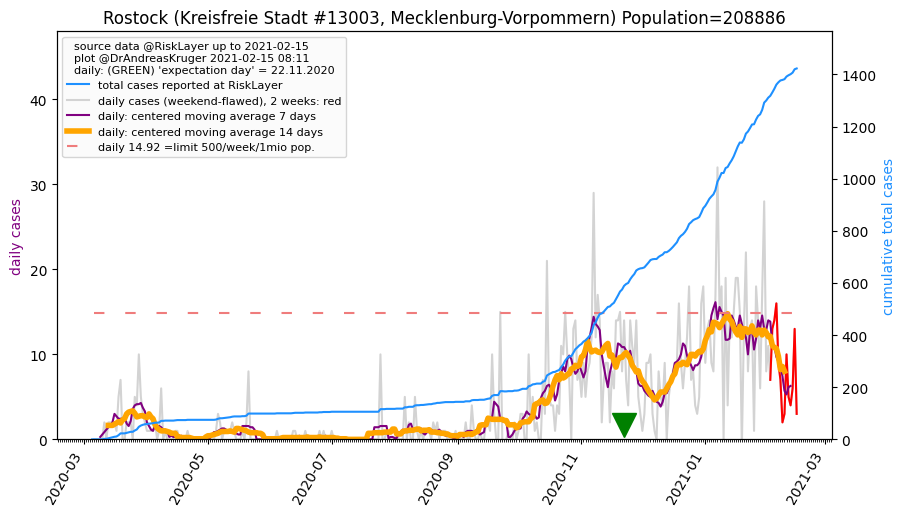 Rostock (Kreisfreie Stadt #13003, Mecklenburg-Vorpommern) Population=208886
source data @RiskLayer up to 2021-02-15
plot @DrAndreasKruger 2021-02-15 08:11
daily: (GREEN) 'expectation day' = 22.11.2020
total cases reported at RiskLayer
daily cases (weekend-flawed), 2 weeks: red
daily: centered moving average 7 days
daily: centered moving average 14 days
daily 14.92 =limit 500/week/1mio pop.
daily cases
40
30
20
10
0
cumulative total cases
1400
1200
1000
800
600
400
200
0
2020-03
2020-05
2020-07
2020-09
2020-11
2021-01
2021-03